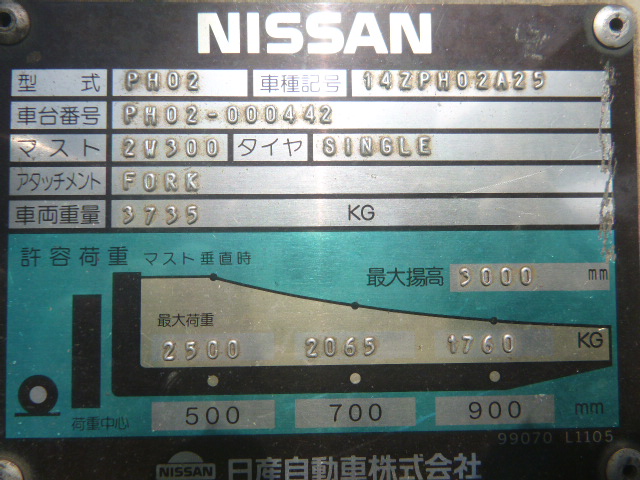 NISSAN
型式 PH02 車種記号 14ZPH02A25
車台番号 PH02-000442
マスト 2W300 タイヤ SINGLE
アタッチメント FORK
車両重量 3735 KG
許容荷重 マスト垂直時
最大揚高 3000 mm
最大荷重
2500 2065 1760 KG
荷重中心 500 700 900 mm
99070 L1105
NISSAN 日産自動車株式会社